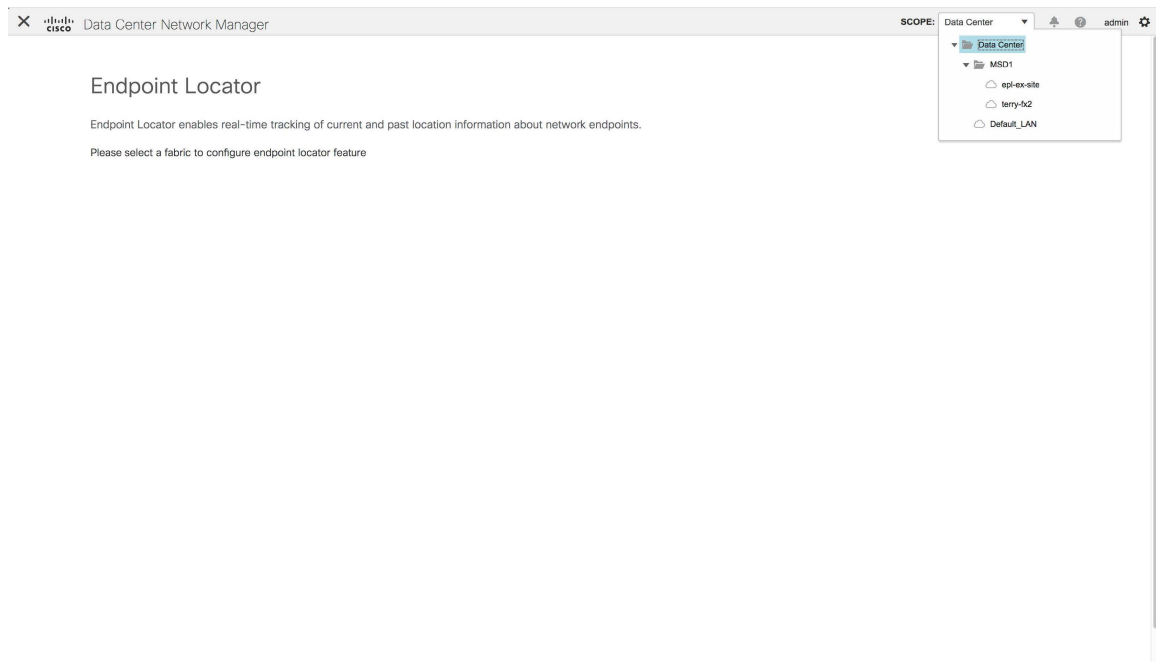 cisco Data Center Network Manager
SCOPE: Data Center admin
Data Center
MSD1
epl-ex-site
terry-fx2
Default_LAN
Endpoint Locator
Endpoint Locator enables real-time tracking of current and past location information about network endpoints.
Please select a fabric to configure endpoint locator feature